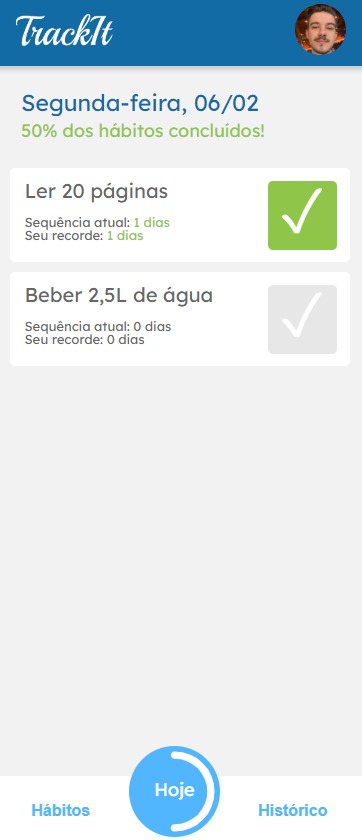 TrackIt
Segunda-feira, 06/02
50% dos hábitos concluídos!
Ler 20 páginas
Sequência atual: 1 dias
Seu recorde: 1 dias
Beber 2,5L de água
Sequência atual: 0 dias
Seu recorde: 0 dias
Hábitos
Hoje
Histórico